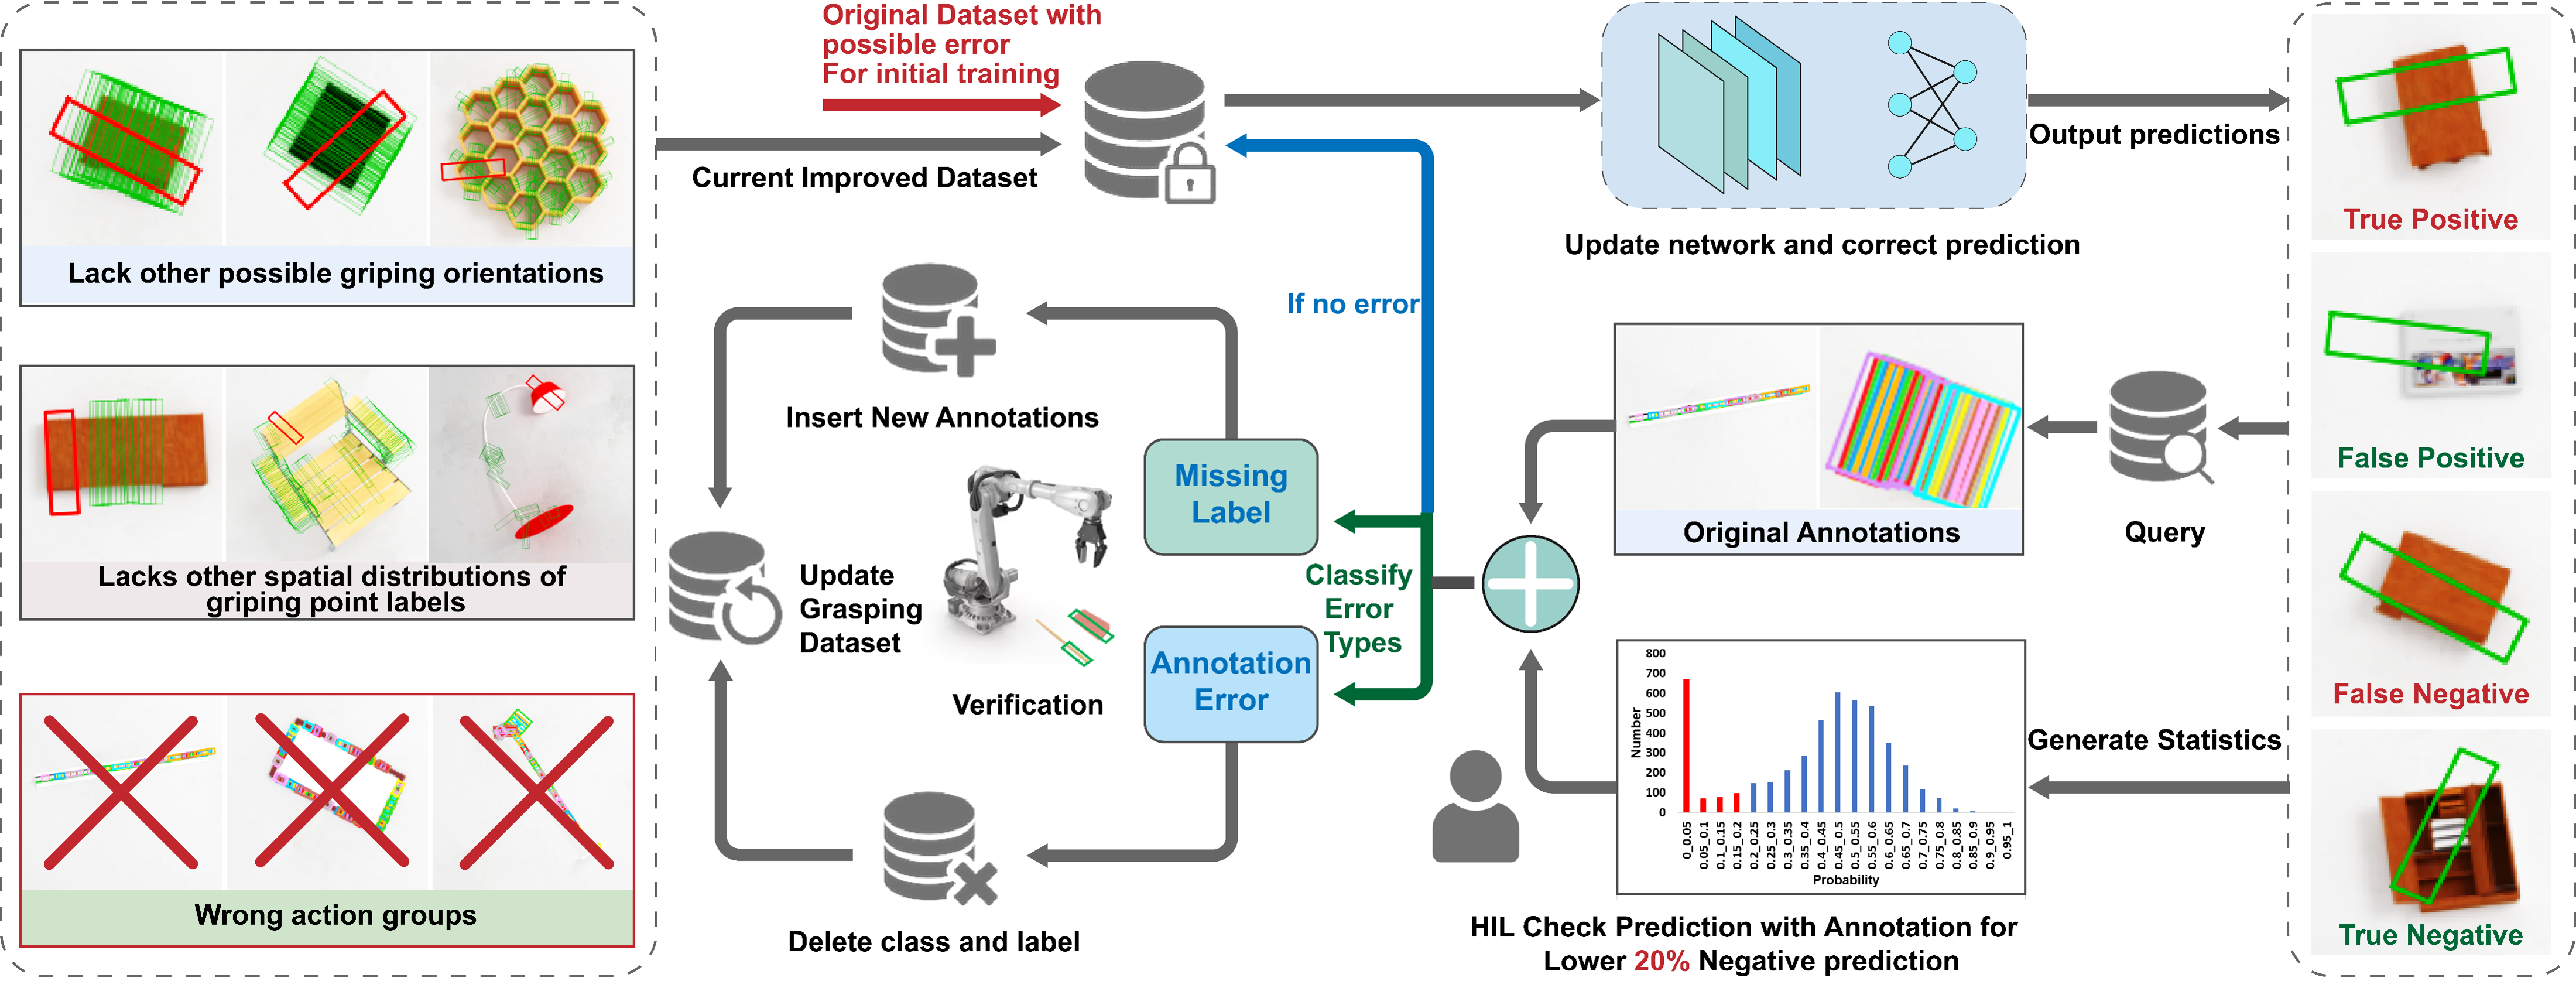 Lack other possible griping orientations
Lacks other spatial distributions of
griping point labels
Wrong action groups
Original Dataset with
possible error
For initial training
Current Improved Dataset
Insert New Annotations
Update
Grasping
Dataset
Verification
Delete class and label
Missing
Label
Annotation
Error
If no error
Classify
Error
Types
Update network and correct prediction
Output predictions
Original Annotations
Query
Generate Statistics
800
700
600
500
400
300
200
100
0
Number
0_0.05
0.05_0.1
0.1_0.15
0.15_0.2
0.2_0.25
0.25_0.3
0.3_0.35
0.35_0.4
0.4_0.45
0.45_0.5
0.5_0.55
0.55_0.6
0.6_0.65
0.65_0.7
0.7_0.75
0.75_0.8
0.8_0.85
0.85_0.9
0.9_0.95
0.95_1
Probability
HIL Check Prediction with Annotation for
Lower 20% Negative prediction
True Positive
False Positive
False Negative
True Negative